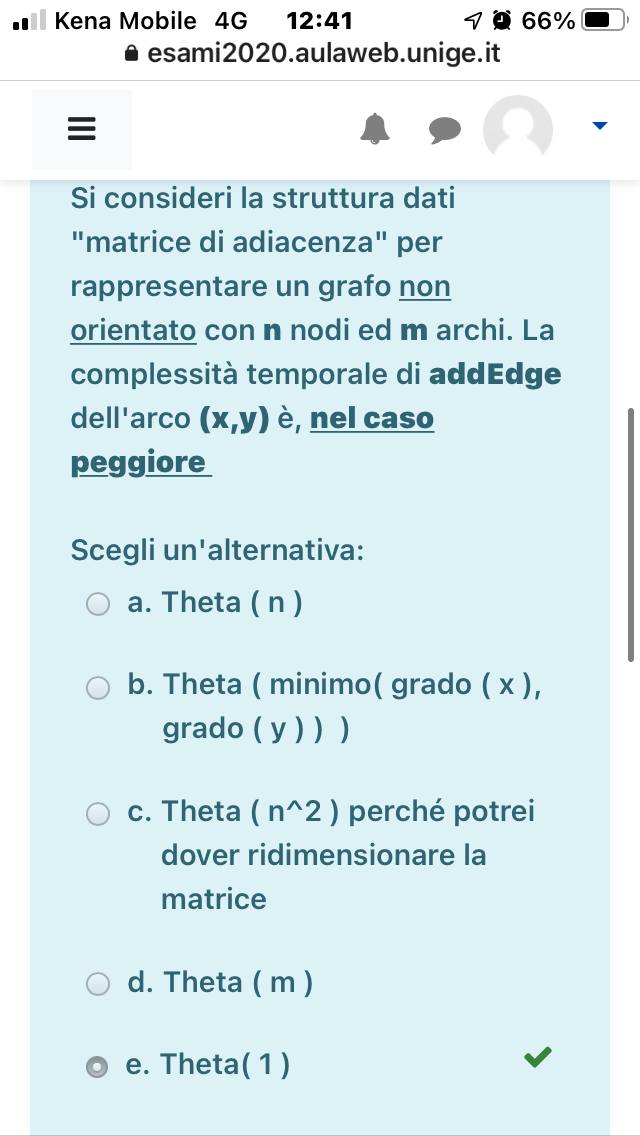 Kena Mobile 4G 12:41 66%
esami2020.aulaweb.unige.it
Si consideri la struttura dati
"matrice di adiacenza" per
rappresentare un grafo non
orientato con n nodi ed m archi. La
complessità temporale di addEdge
dell'arco (x,y) è, nel caso
peggiore
Scegli un'alternativa:
a. Theta ( n )
b. Theta ( minimo( grado ( x ),
grado ( y ) ) )
c. Theta ( n^2 ) perché potrei
dover ridimensionare la
matrice
d. Theta ( m )
e. Theta( 1 )